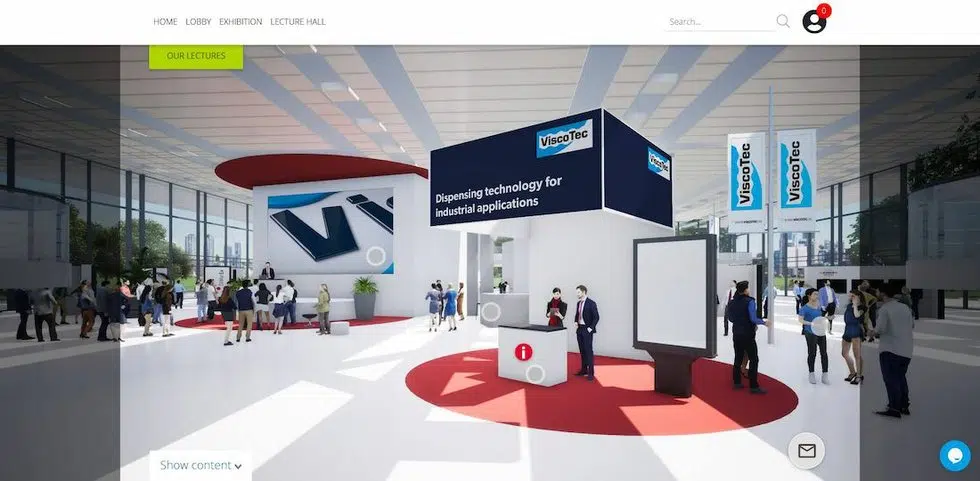 HOME LOBBY EXHIBITION LECTURE HALL
Search...
0
OUR LECTURES
ViscoTec
ViscoTec
Dispensing technology for
industrial applications
ViscoTec
ViscoTec
Vis
i
Show content